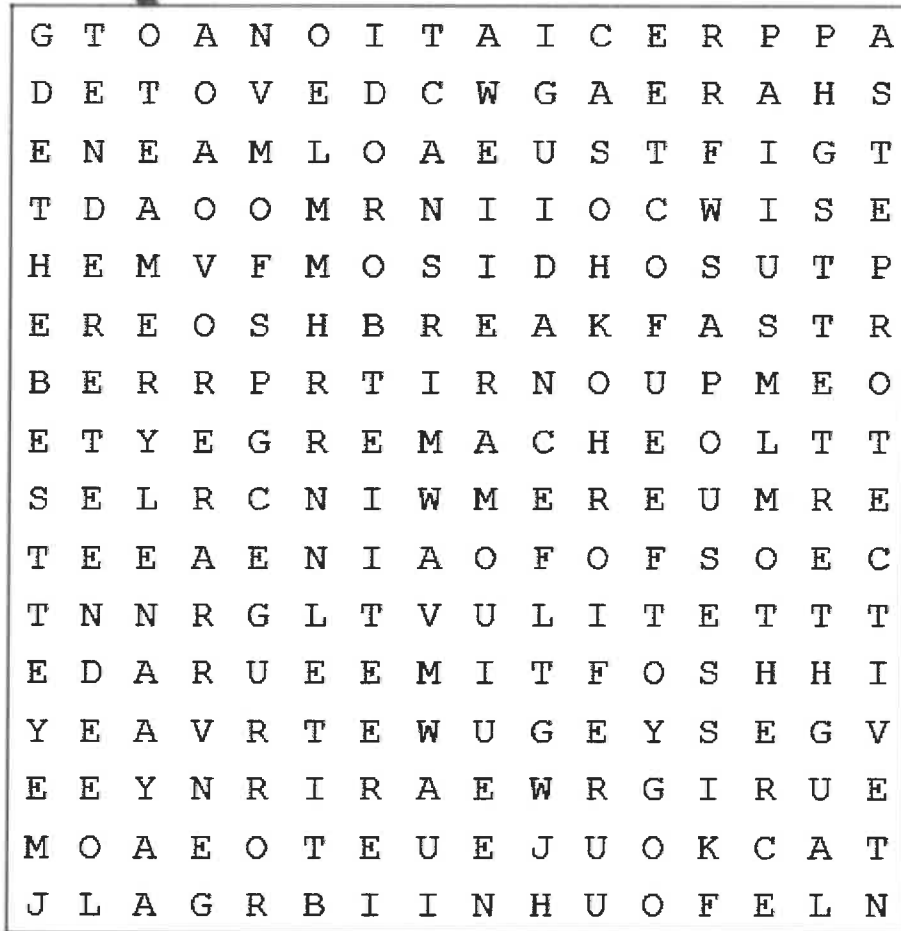 G T O A N O I T A I C E R P P A
D E T O V E D C W G A E R A H S
E N E A M L O A E U S T F I G T
T D A O O M R N I I O C W I S E
H E M V F M O S I D H O S U T P
E R E O S H B R E A K F A S T R
B E R R P R T I R N O U P M E O
E T Y E G R E M A C H E O L T T
S E L R C N I W M E R E U M R E
T E E A E N I A O F O F S O E C
T N N R G L T V U L I T E T T T
E D A R U E E M I T F O S H H I
Y E A V R T E W U G E Y S E G V
E E Y N R I R A E W R G I R U E
M O A E O T E U E J U O K C A T
J L A G R B I I N H U O F E L N